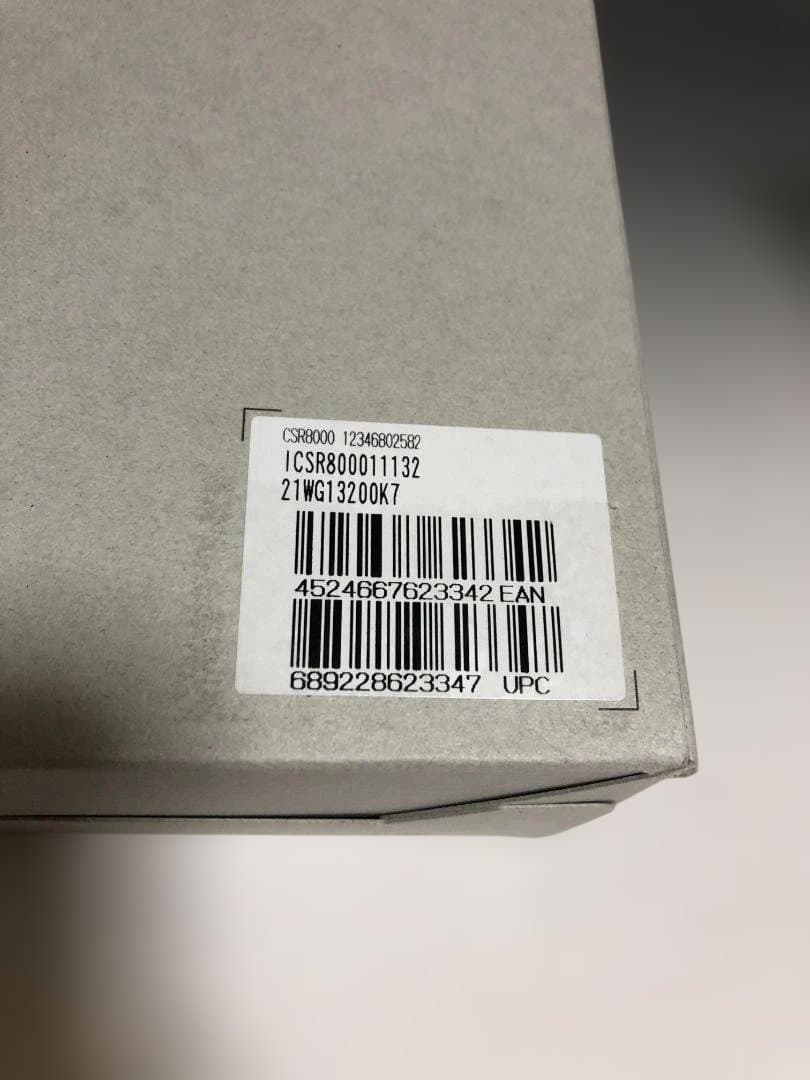 CSR8000 12346802582
ICSR800011132
21WG13200K7
4524667623342 EAN
689228623347 UPC